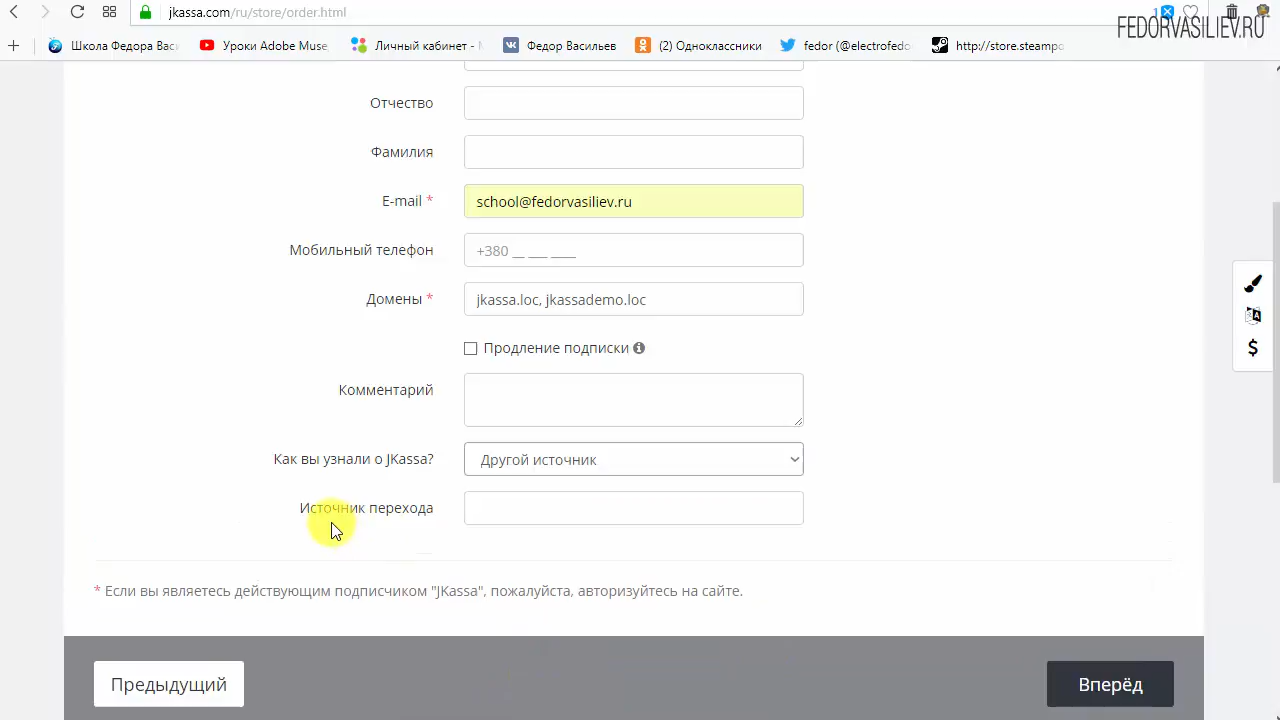 jkassa.com/ru/store/order.html
FEDORVASILIEV.RU
Школа Федора Вас
Уроки Adobe Muse
Личный кабинет -
Федор Васильев
(2) Одноклассники
fedor (@electrofedo
http://store.steampo
Отчество
Фамилия
E-mail *
school@fedorvasiliev.ru
Мобильный телефон
+380 __ ___ ____
Домены *
jkassa.loc, jkassademo.loc
Продление подписки
Комментарий
Как вы узнали о JKassa?
Другой источник
Источник перехода
* Если вы являетесь действующим подписчиком "JKassa", пожалуйста, авторизуйтесь на сайте.
Предыдущий
Вперёд